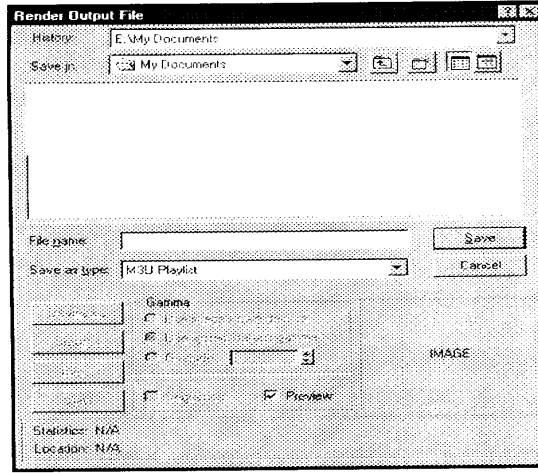 Render Output File
History: E:\My Documents
Save in: My Documents
File name: Save
Save as type: M3U Playlist Cancel
Gamma
IMAGE
Preview
Statistics: N/A
Location: N/A